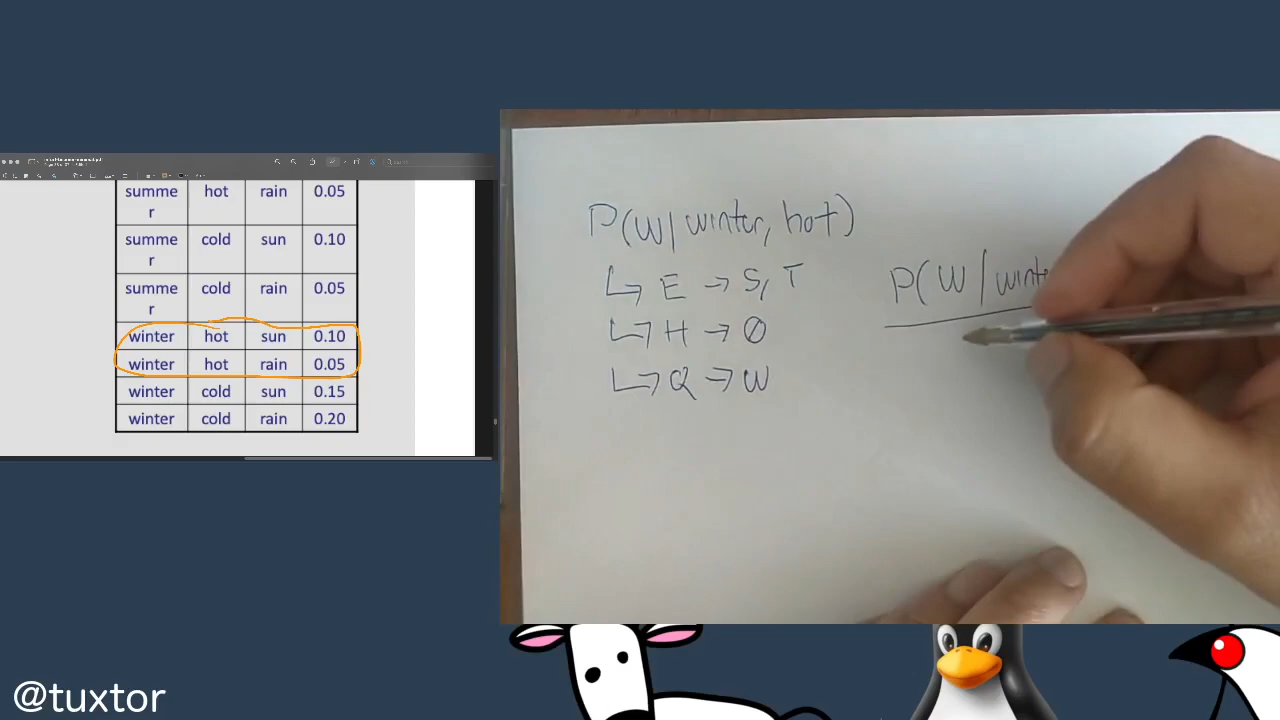 summe hot rain 0.05
r
summe cold sun 0.10
r
summe cold rain 0.05
r
winter hot sun 0.10
winter hot rain 0.05
winter cold sun 0.15
winter cold rain 0.20
P(W|winter, hot)
↳ E → S, T
↳ H → ∅
↳ Q → W
P(W|winte
@tuxtor